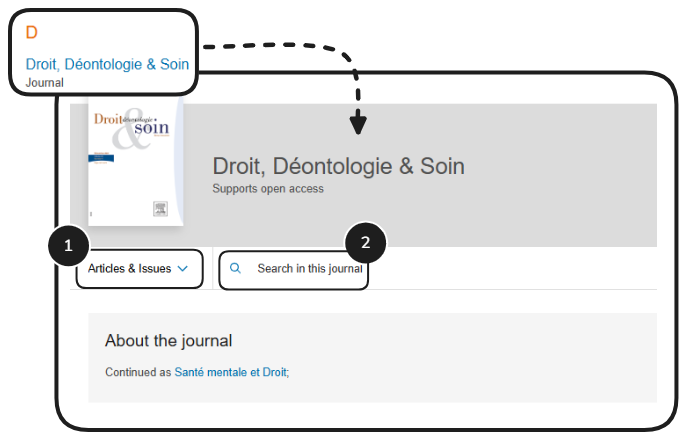 D
Droit, Déontologie & Soin
Journal
Droit déontologie
& soin
Droit, Déontologie & Soin
Supports open access
1
2
Articles & Issues
Search in this journal
About the journal
Continued as Santé mentale et Droit;